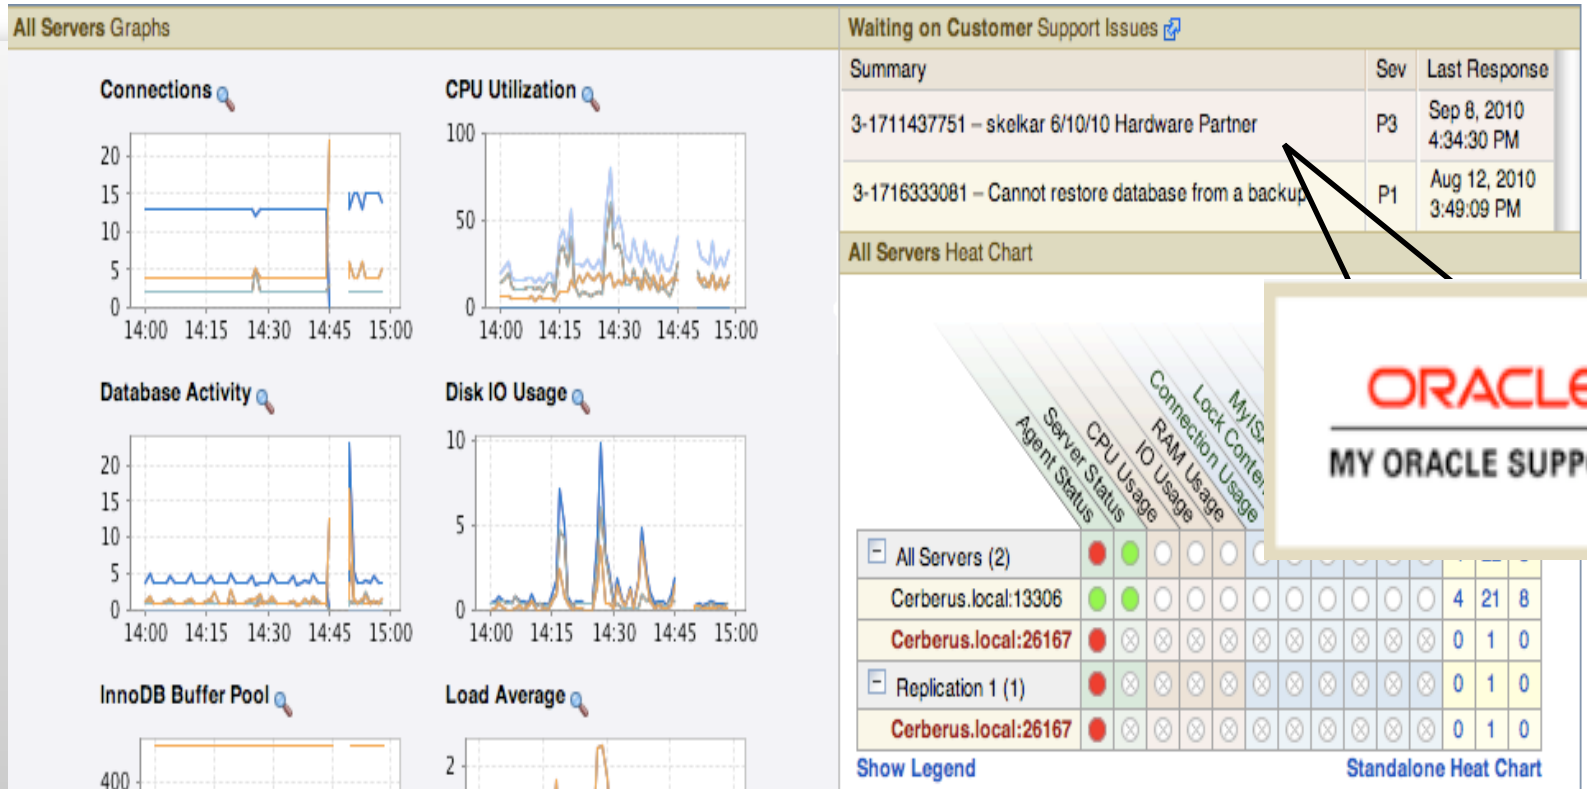 All Servers Graphs
Connections
20
15
10
5
0
14:00 14:15 14:30 14:45 15:00
CPU Utilization
100
50
0
14:00 14:15 14:30 14:45 15:00
Database Activity
20
15
10
5
0
14:00 14:15 14:30 14:45 15:00
Disk IO Usage
10
5
0
14:00 14:15 14:30 14:45 15:00
InnoDB Buffer Pool
400
Load Average
2
Waiting on Customer Support Issues
Summary Sev Last Response
3-1711437751 – skelkar 6/10/10 Hardware Partner P3 Sep 8, 2010
4:34:30 PM
3-1716333081 – Cannot restore database from a backup P1 Aug 12, 2010
3:49:09 PM
All Servers Heat Chart
Agent Status
Server Status
CPU Usage
IO Usage
RAM Usage
Connection Usage
Lock Conten
MyIS
ORACLE
MY ORACLE SUPP
All Servers (2)
Cerberus.local:13306 4 21 8
Cerberus.local:26167 0 1 0
Replication 1 (1) 0 1 0
Cerberus.local:26167 0 1 0
Show Legend Standalone Heat Chart